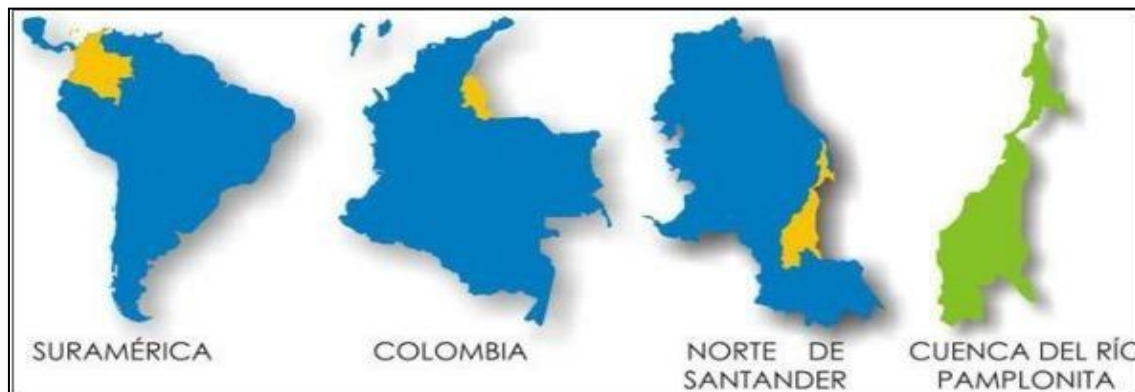 SURAMÉRICA
COLOMBIA
NORTE DE
SANTANDER
CUENCA DEL RÍO
PAMPLONITA